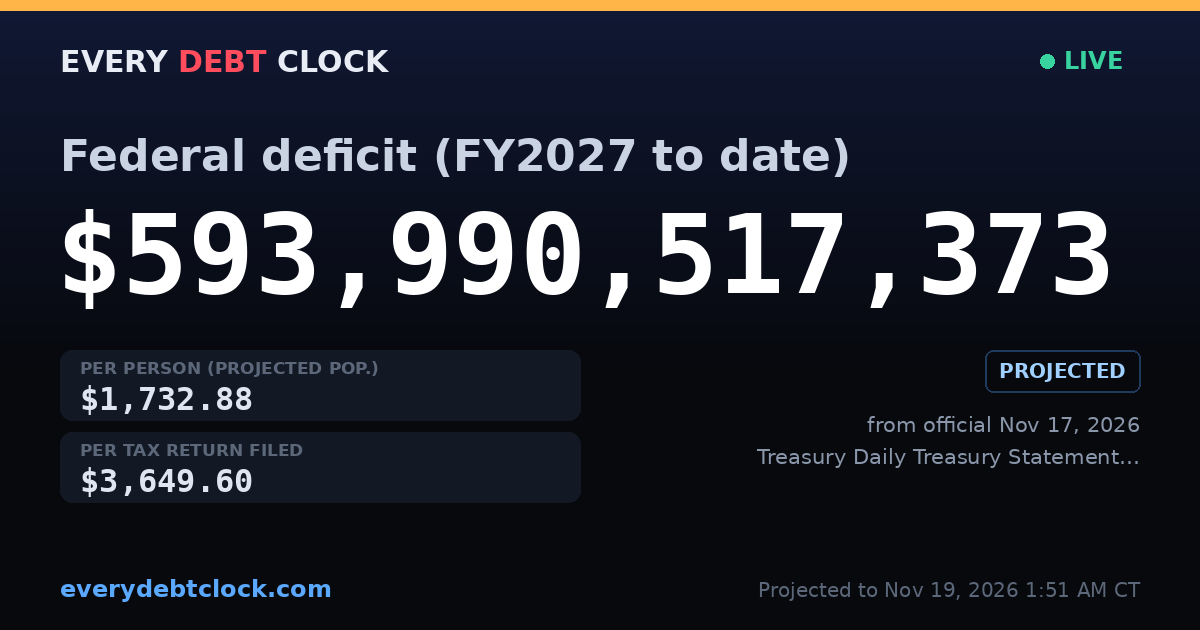 EVERY DEBT CLOCK
LIVE
Federal deficit (FY2027 to date)
$593,990,517,373
PER PERSON (PROJECTED POP.)
$1,732.88
PER TAX RETURN FILED
$3,649.60
PROJECTED
from official Nov 17, 2026
Treasury Daily Treasury Statement…
everydebtclock.com
Projected to Nov 19, 2026 1:51 AM CT